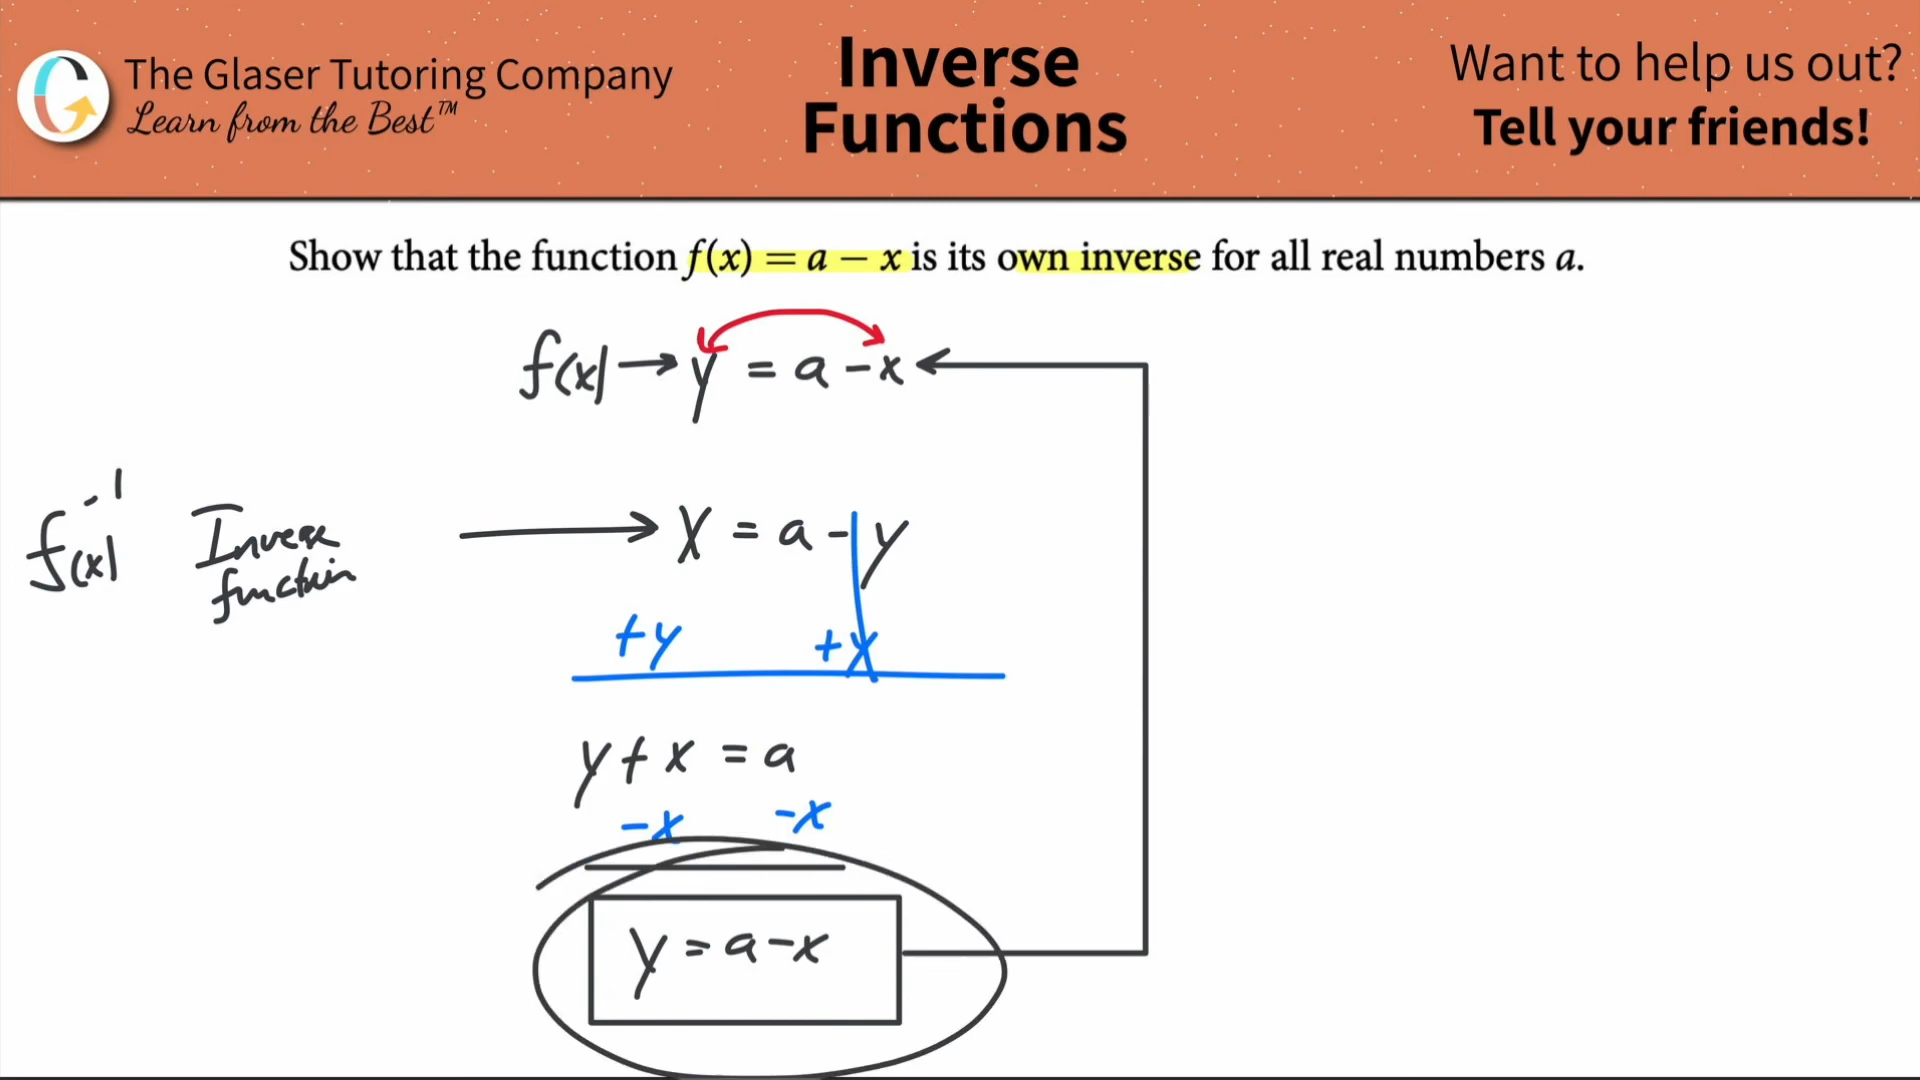 The Glaser Tutoring Company
Learn from the Best™
Inverse
Functions
Want to help us out?
Tell your friends!
Show that the function f(x) = a − x is its own inverse for all real numbers a.
f(x) → y = a - x
f(x)⁻¹ Inverse
function
→ x = a - y
+y +y
y + x = a
-x -x
y = a - x